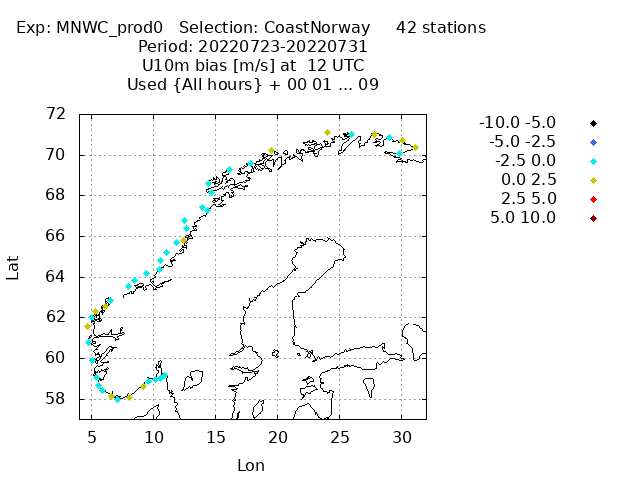 Exp: MNWC_prod0 Selection: CoastNorway 42 stations
Period: 20220723-20220731
U10m bias [m/s] at 12 UTC
Used {All hours} + 00 01 ... 09
72
70
68
66
64
62
60
58
5 10 15 20 25 30
Lat
Lon
-10.0 -5.0
-5.0 -2.5
-2.5 0.0
0.0 2.5
2.5 5.0
5.0 10.0